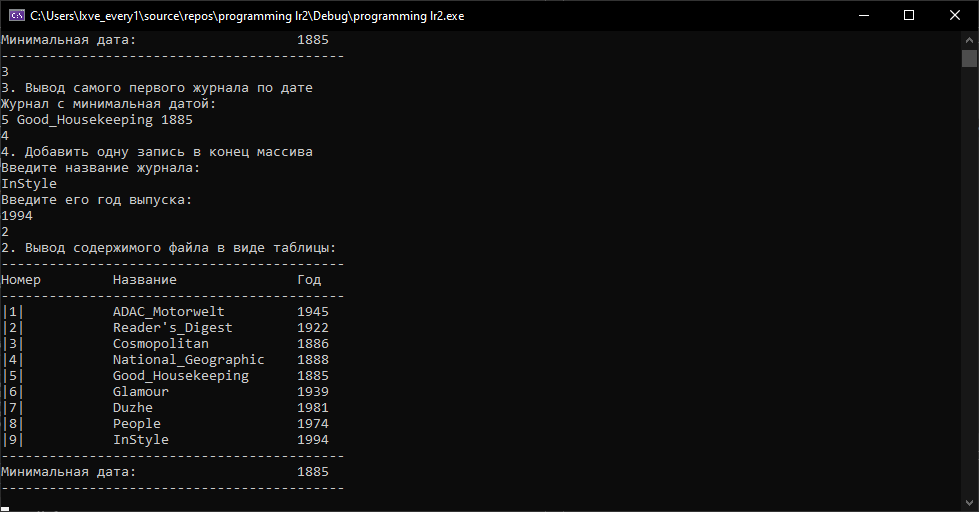 C:\Users\lxve_every1\source\repos\programming lr2\Debug\programming lr2.exe
Минимальная дата: 1885
-------------------------------------------
3
3. Вывод самого первого журнала по дате
Журнал с минимальная датой:
5 Good_Housekeeping 1885
4
4. Добавить одну запись в конец массива
Введите название журнала:
InStyle
Введите его год выпуска:
1994
2
2. Вывод содержимого файла в виде таблицы:
-------------------------------------------
Номер Название Год
-------------------------------------------
|1| ADAC_Motorwelt 1945
|2| Reader's_Digest 1922
|3| Cosmopolitan 1886
|4| National_Geographic 1888
|5| Good_Housekeeping 1885
|6| Glamour 1939
|7| Duzhe 1981
|8| People 1974
|9| InStyle 1994
-------------------------------------------
Минимальная дата: 1885
-------------------------------------------